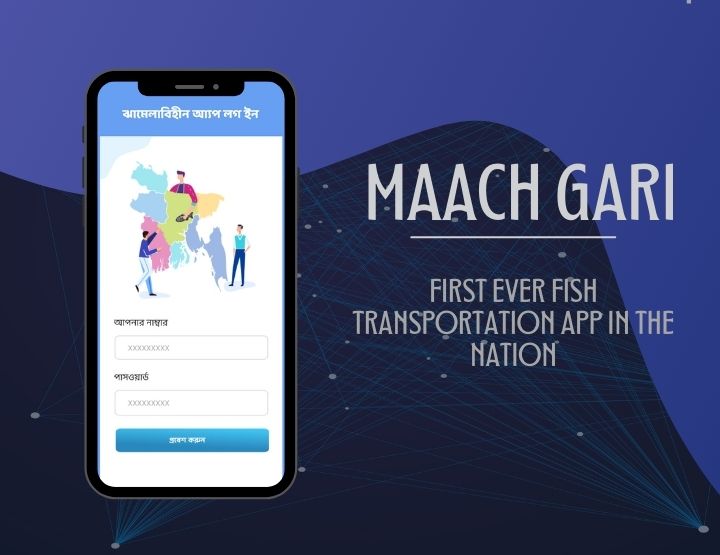 ঝামেলাবিহীন অ্যাপ লগ ইন
আপনার নাম্বার
XXXXXXXXX
পাসওয়ার্ড
XXXXXXXXX
প্রবেশ করুন
MAACH GARI
FIRST EVER FISH
TRANSPORTATION APP IN THE
NATION